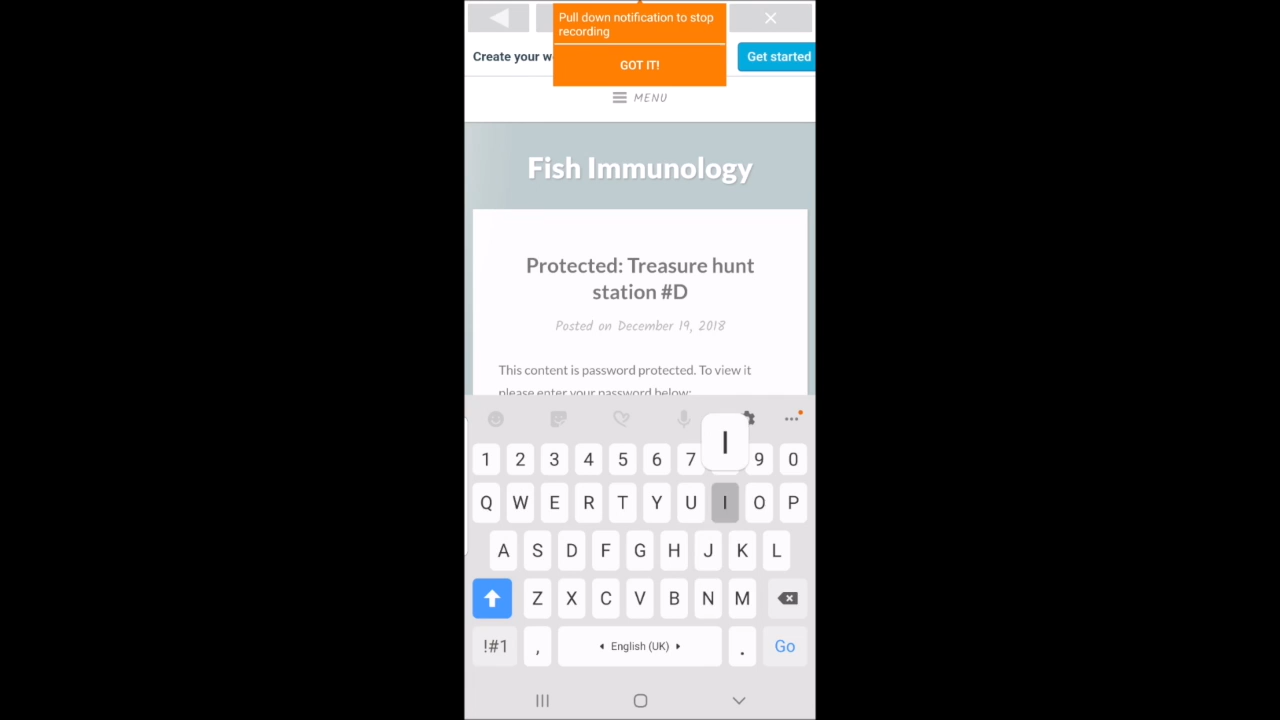 Pull down notification to stop
recording
GOT IT!
Create your w
Get started
MENU
Fish Immunology
Protected: Treasure hunt
station #D
Posted on December 19, 2018
This content is password protected. To view it
please enter your password below:
I
1 2 3 4 5 6 7 9 0
Q W E R T Y U I O P
A S D F G H J K L
Z X C V B N M
!#1 , English (UK) . Go